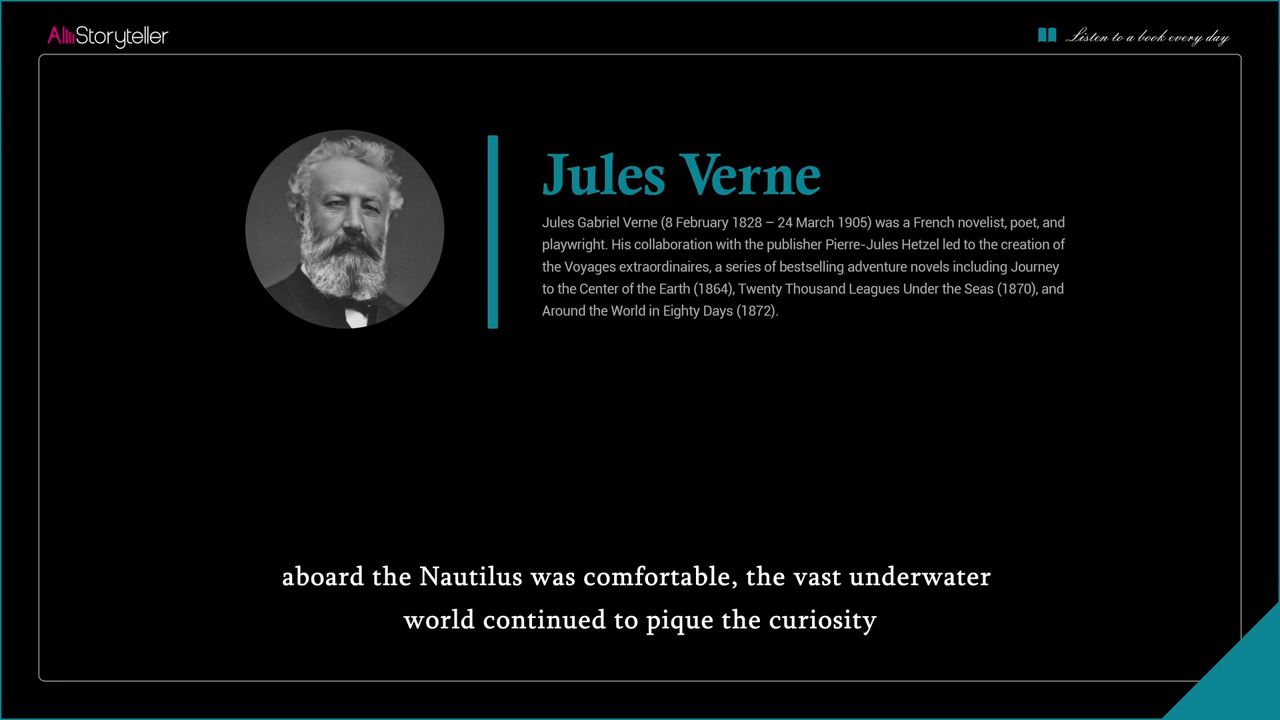 AllStoryteller
Listen to a book every day
Jules Verne
Jules Gabriel Verne (8 February 1828 – 24 March 1905) was a French novelist, poet, and
playwright. His collaboration with the publisher Pierre-Jules Hetzel led to the creation of
the Voyages extraordinaires, a series of bestselling adventure novels including Journey
to the Center of the Earth (1864), Twenty Thousand Leagues Under the Seas (1870), and
Around the World in Eighty Days (1872).
aboard the Nautilus was comfortable, the vast underwater
world continued to pique the curiosity